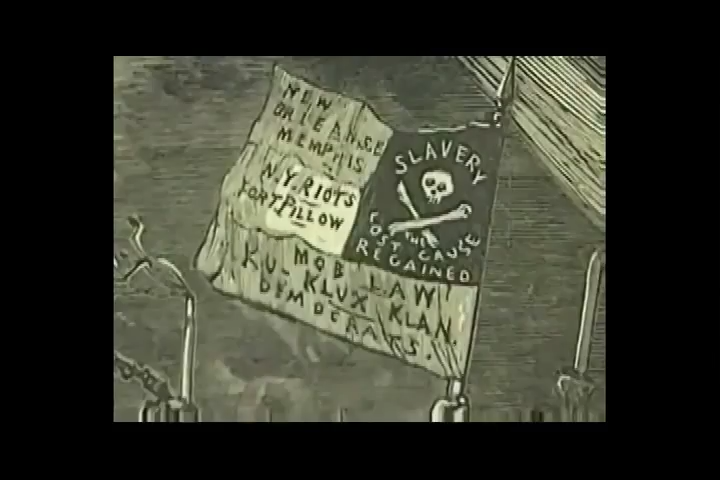 NEW
ORLEANS &
MEMPHIS
N.Y. RIOTS
FORT PILLOW
SLAVERY
THE
LOST CAUSE
REGAINED
MOB LAW
KU-KLUX KLAN.
DEMOCRATS.